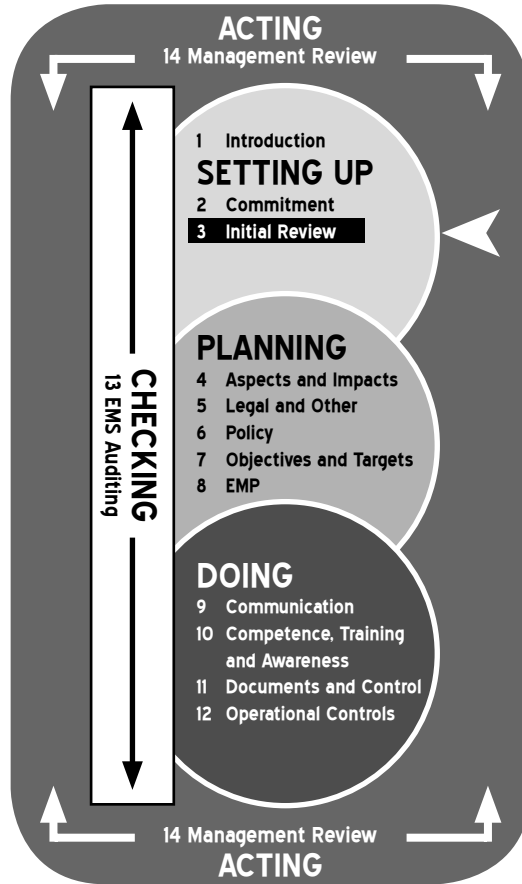 ACTING
14 Management Review
1 Introduction
SETTING UP
2 Commitment
3 Initial Review
PLANNING
4 Aspects and Impacts
5 Legal and Other
6 Policy
7 Objectives and Targets
8 EMP
CHECKING
13 EMS Auditing
DOING
9 Communication
10 Competence, Training
and Awareness
11 Documents and Control
12 Operational Controls
14 Management Review
ACTING